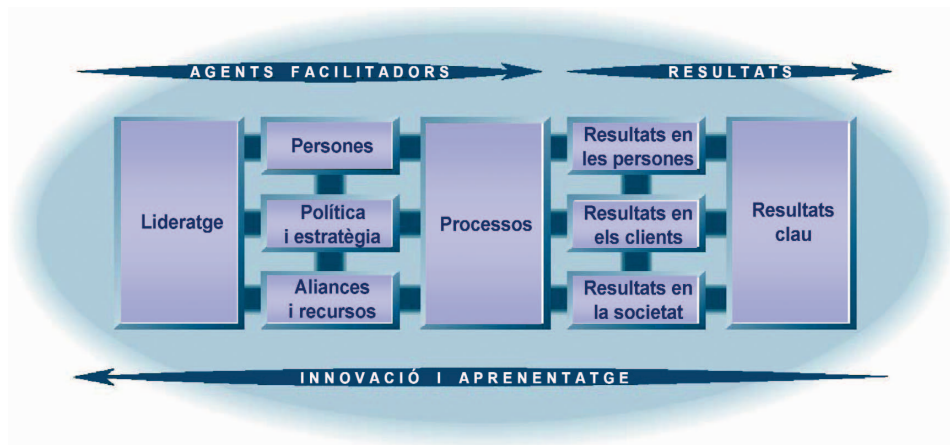 AGENTS FACILITADORS
RESULTATS
Lideratge
Persones
Política
i estratègia
Aliances
i recursos
Processos
Resultats en
les persones
Resultats en
els clients
Resultats en
la societat
Resultats
clau
INNOVACIÓ I APRENENTATGE